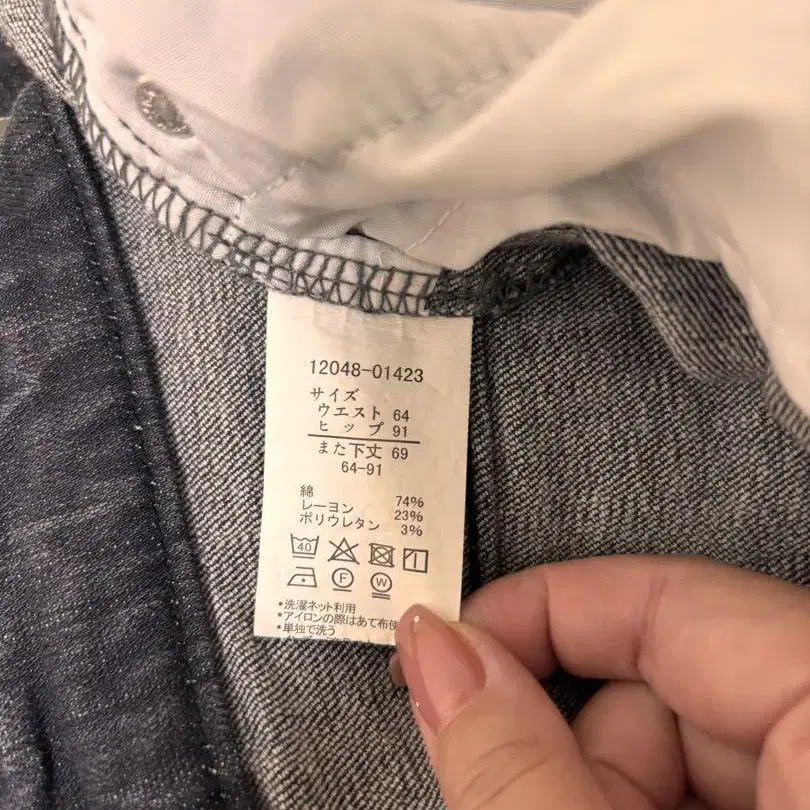 12048-01423
サイズ
ウエスト 64
ヒップ 91
また下丈 69
64-91
綿 74%
レーヨン 23%
ポリウレタン 3%
40
F W
•洗濯ネット利用
•アイロンの際はあて布使
•単独で洗う